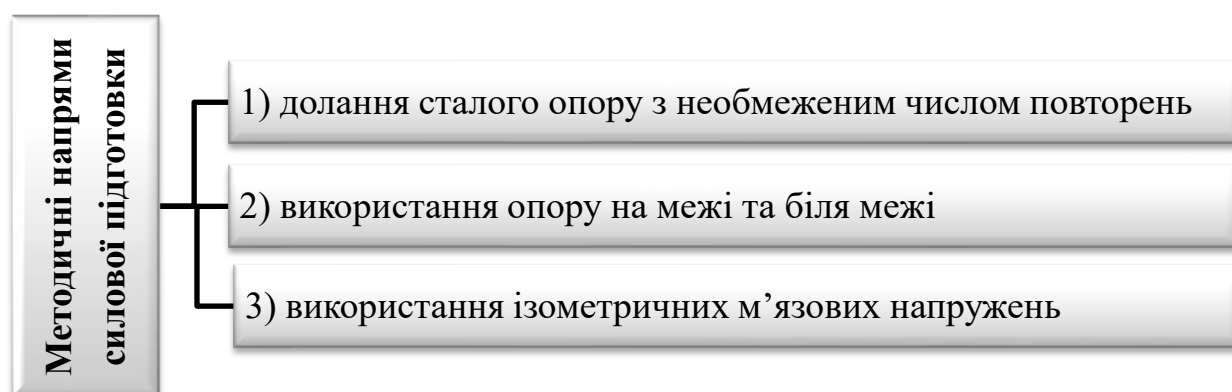 Методичні напрями
силової підготовки
1) долання сталого опору з необмеженим числом повторень
2) використання опору на межі та біля межі
3) використання ізометричних м’язових напружень